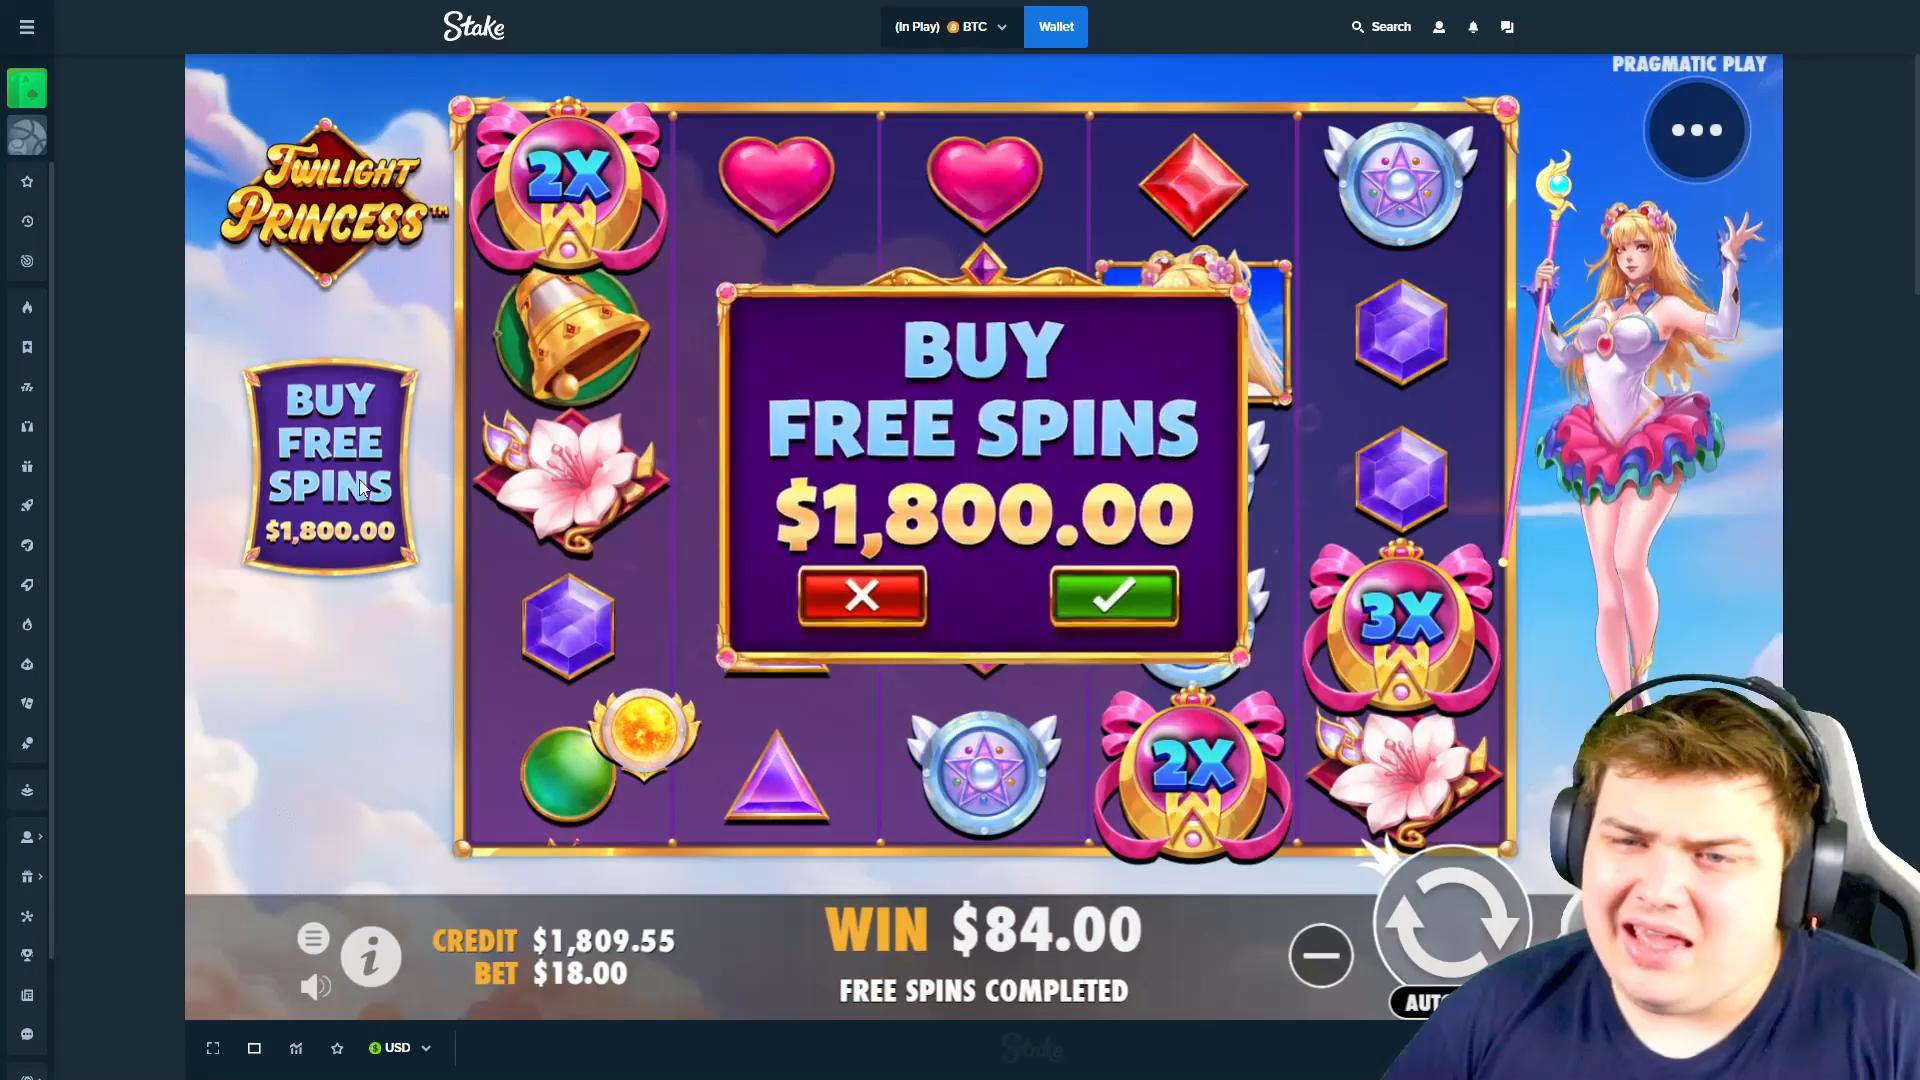 Stake
(In Play) BTC
Wallet
Search
PRAGMATIC PLAY
TWILIGHT
PRINCESS™
2X
BUY
FREE
SPINS
$1,800.00
BUY
FREE SPINS
$1,800.00
3X
2X
CREDIT $1,809.55
BET $18.00
WIN $84.00
FREE SPINS COMPLETED
USD
Stake